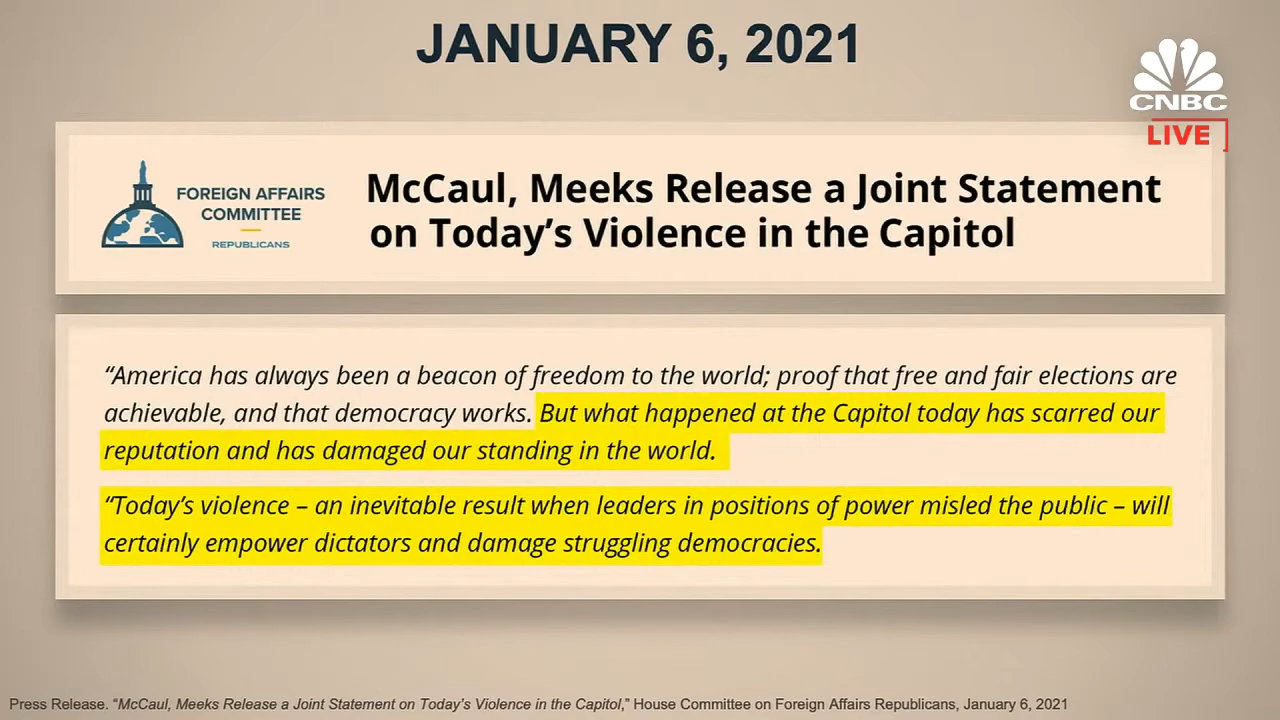 JANUARY 6, 2021
CNBC
LIVE
FOREIGN AFFAIRS
COMMITTEE
REPUBLICANS
McCaul, Meeks Release a Joint Statement
on Today’s Violence in the Capitol
“America has always been a beacon of freedom to the world; proof that free and fair elections are
achievable, and that democracy works. But what happened at the Capitol today has scarred our
reputation and has damaged our standing in the world.
“Today’s violence – an inevitable result when leaders in positions of power misled the public – will
certainly empower dictators and damage struggling democracies.
Press Release. “McCaul, Meeks Release a Joint Statement on Today’s Violence in the Capitol,” House Committee on Foreign Affairs Republicans, January 6, 2021